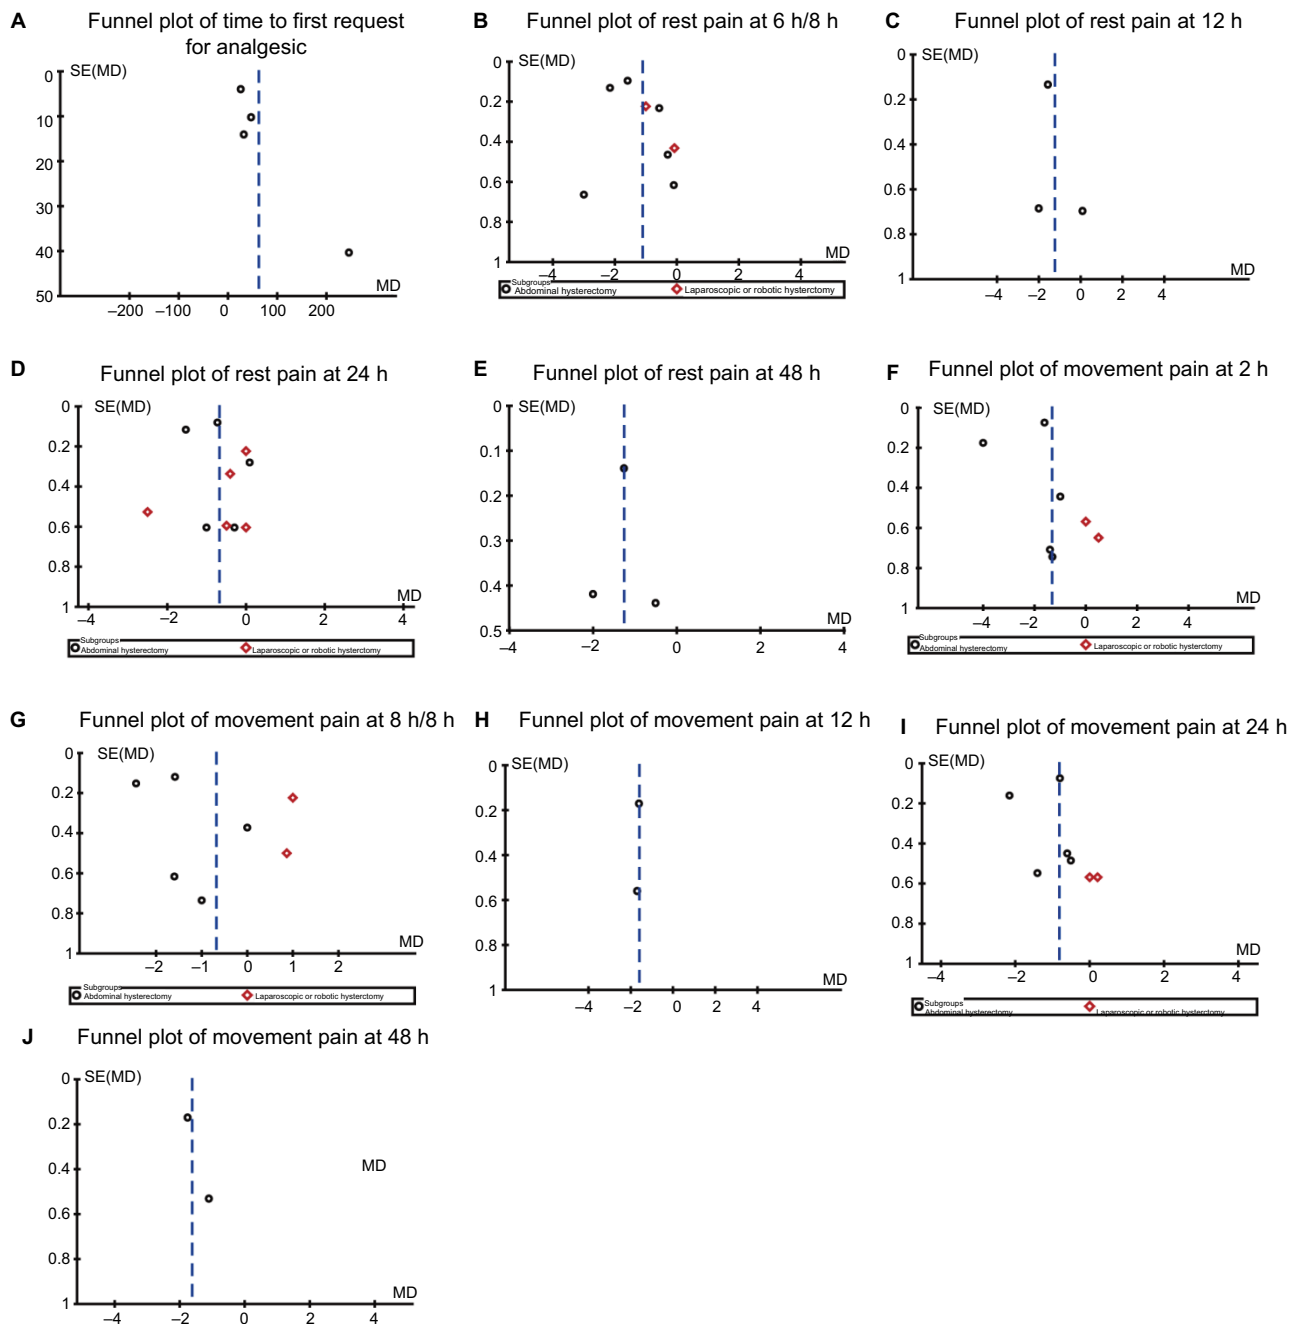 A
Funnel plot of time to first request
for analgesic
SE(MD)
0
10
20
30
40
50
MD
–200 –100 0 100 200
B
Funnel plot of rest pain at 6 h/8 h
SE(MD)
0
0.2
0.4
0.6
0.8
1
MD
–4 –2 0 2 4
Subgroups
Abdominal hysterectomy Laparoscopic or robotic hysterctomy
C
Funnel plot of rest pain at 12 h
SE(MD)
0
0.2
0.4
0.6
0.8
1
MD
–4 –2 0 2 4
D
Funnel plot of rest pain at 24 h
SE(MD)
0
0.2
0.4
0.6
0.8
1
MD
–4 –2 0 2 4
Subgroups
Abdominal hysterectomy Laparoscopic or robotic hysterctomy
E
Funnel plot of rest pain at 48 h
SE(MD)
0
0.1
0.2
0.3
0.4
0.5
MD
–4 –2 0 2 4
F
Funnel plot of movement pain at 2 h
SE(MD)
0
0.2
0.4
0.6
0.8
1
MD
–4 –2 0 2 4
Subgroups
Abdominal hysterectomy Laparoscopic or robotic hysterctomy
G
Funnel plot of movement pain at 8 h/8 h
SE(MD)
0
0.2
0.4
0.6
0.8
1
MD
–2 –1 0 1 2
Subgroups
Abdominal hysterectomy Laparoscopic or robotic hysterctomy
H
Funnel plot of movement pain at 12 h
SE(MD)
0
0.2
0.4
0.6
0.8
1
MD
–4 –2 0 2 4
I
Funnel plot of movement pain at 24 h
SE(MD)
0
0.2
0.4
0.6
0.8
1
MD
–4 –2 0 2 4
Subgroups
Abdominal hysterectomy Laparoscopic or robotic hysterctomy
J
Funnel plot of movement pain at 48 h
SE(MD)
0
0.2
0.4
MD
0.6
0.8
1
MD
–4 –2 0 2 4